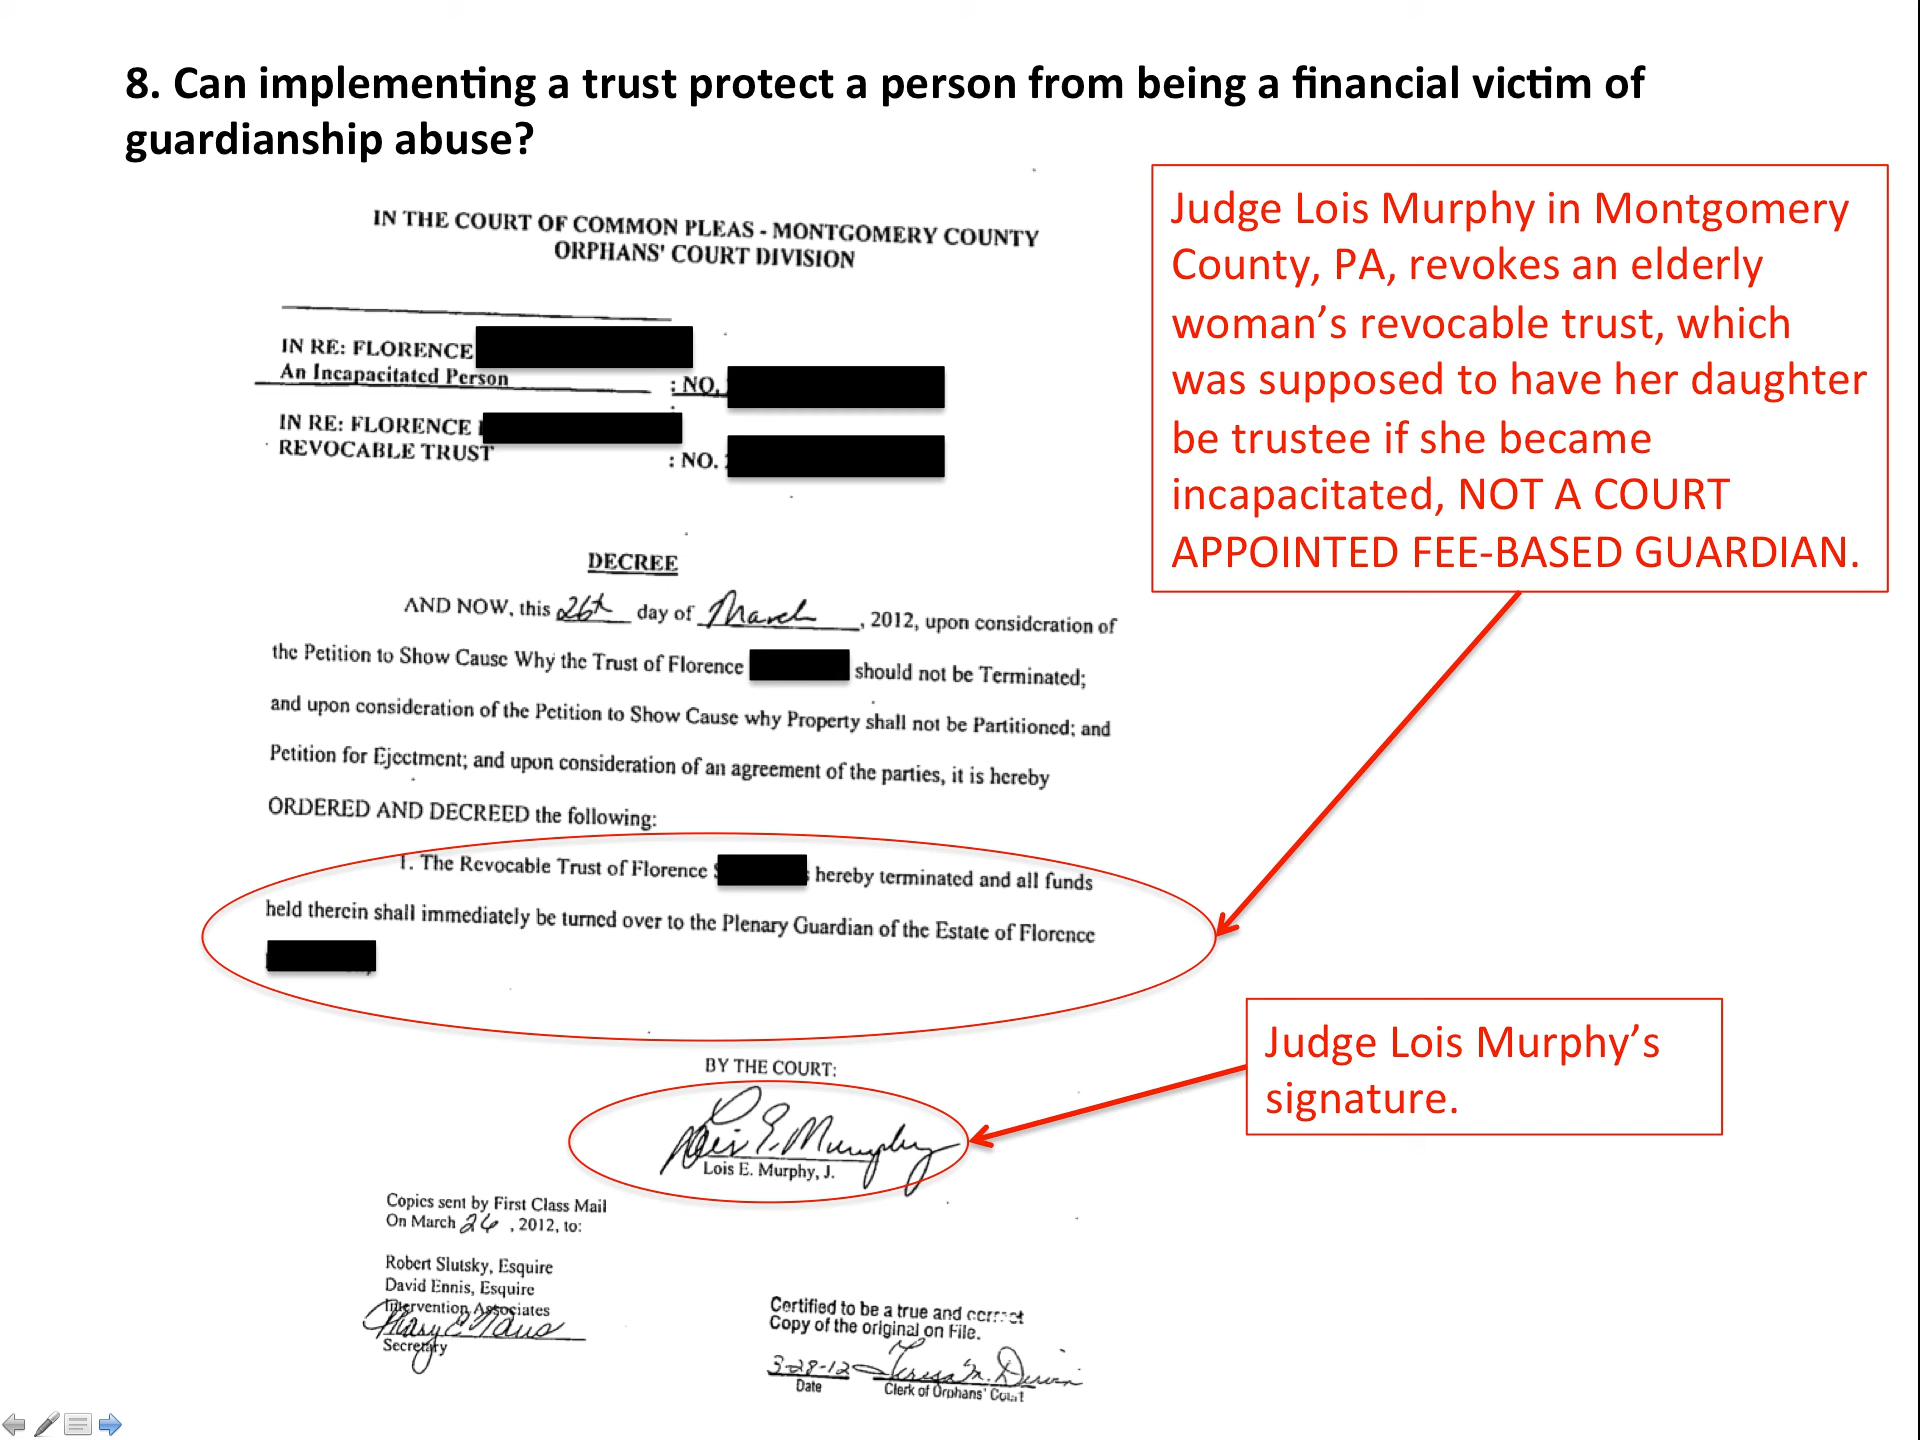 8. Can implementing a trust protect a person from being a financial victim of
guardianship abuse?
IN THE COURT OF COMMON PLEAS - MONTGOMERY COUNTY
ORPHANS' COURT DIVISION
IN RE: FLORENCE
An Incapacitated Person
: NO.
IN RE: FLORENCE
REVOCABLE TRUST
: NO.
DECREE
AND NOW, this 26th day of March, 2012, upon consideration of
the Petition to Show Cause Why the Trust of Florence should not be Terminated;
and upon consideration of the Petition to Show Cause why Property shall not be Partitioned; and
Petition for Ejectment; and upon consideration of an agreement of the parties, it is hereby
ORDERED AND DECREED the following:
1. The Revocable Trust of Florence hereby terminated and all funds
held therein shall immediately be turned over to the Plenary Guardian of the Estate of Florence
BY THE COURT:
Lois E. Murphy
Lois E. Murphy, J.
Copies sent by First Class Mail
On March 26, 2012, to:
Robert Slutsky, Esquire
David Ennis, Esquire
Intervention Associates
Secretary
Certified to be a true and correct
Copy of the original on File.
3-28-12
Date
Clerk of Orphans' Court
Judge Lois Murphy in Montgomery
County, PA, revokes an elderly
woman's revocable trust, which
was supposed to have her daughter
be trustee if she became
incapacitated, NOT A COURT
APPOINTED FEE-BASED GUARDIAN.
Judge Lois Murphy's
signature.